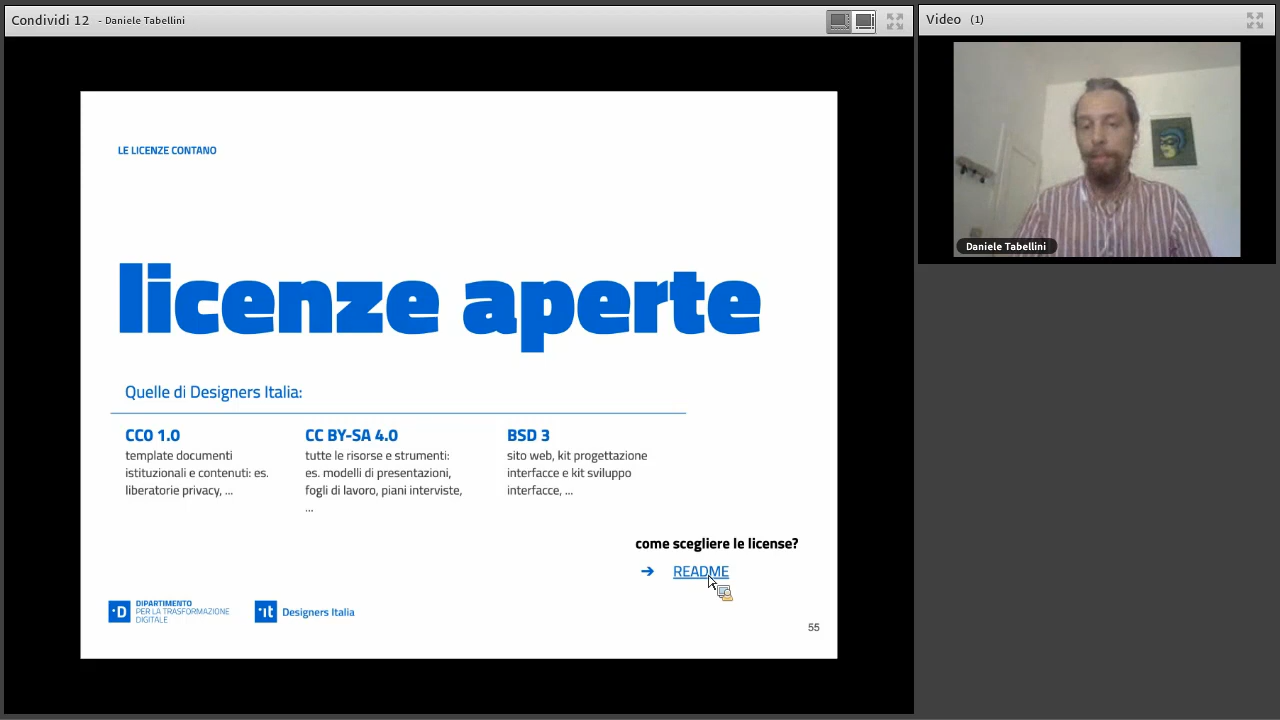 Condividi 12 - Daniele Tabellini
Video (1)
Daniele Tabellini
LE LICENZE CONTANO
licenze aperte
Quelle di Designers Italia:
CC0 1.0
template documenti
istituzionali e contenuti: es.
liberatorie privacy, ...
CC BY-SA 4.0
tutte le risorse e strumenti:
es. modelli di presentazioni,
fogli di lavoro, piani interviste,
...
BSD 3
sito web, kit progettazione
interfacce e kit sviluppo
interfacce, ...
come scegliere le license?
➔ README
·D DIPARTIMENTO
PER LA TRASFORMAZIONE
DIGITALE
·it Designers Italia
55